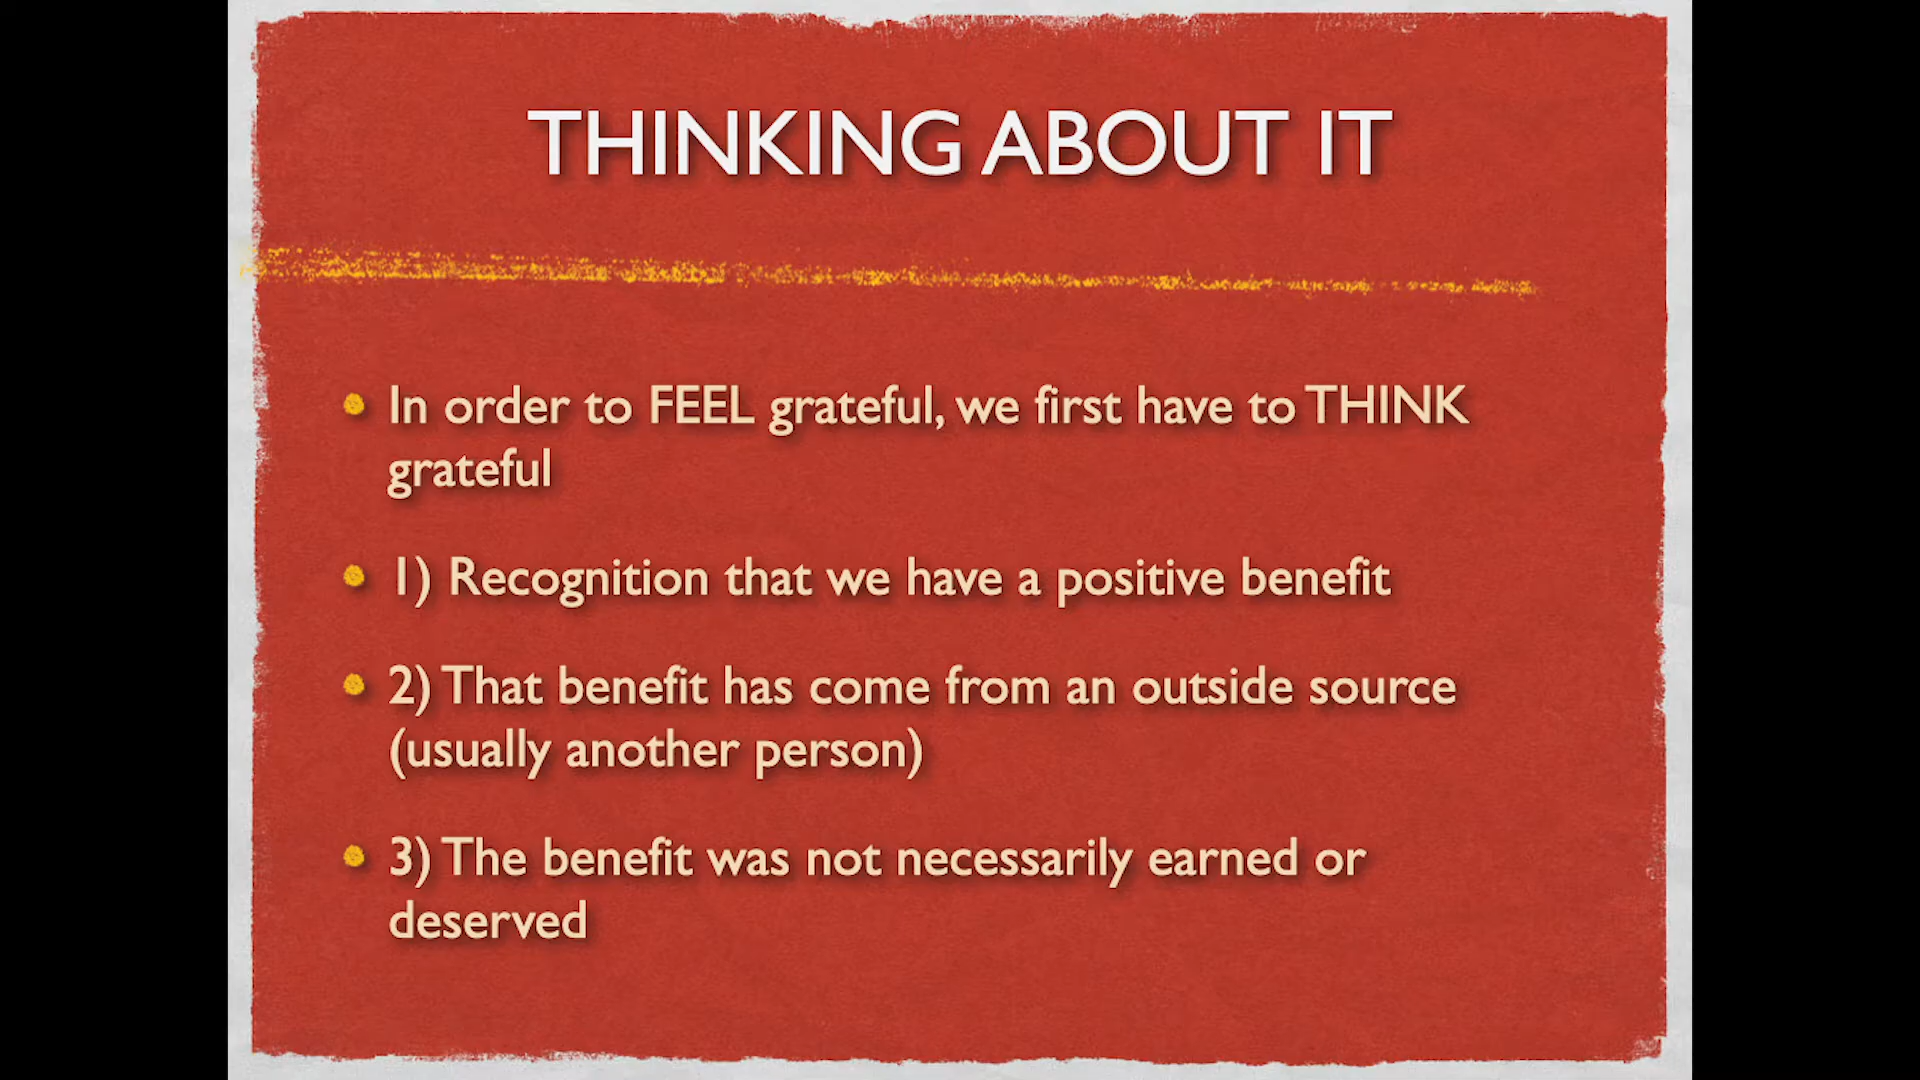 THINKING ABOUT IT
• In order to FEEL grateful, we first have to THINK
grateful
• 1) Recognition that we have a positive benefit
• 2) That benefit has come from an outside source
(usually another person)
• 3) The benefit was not necessarily earned or
deserved